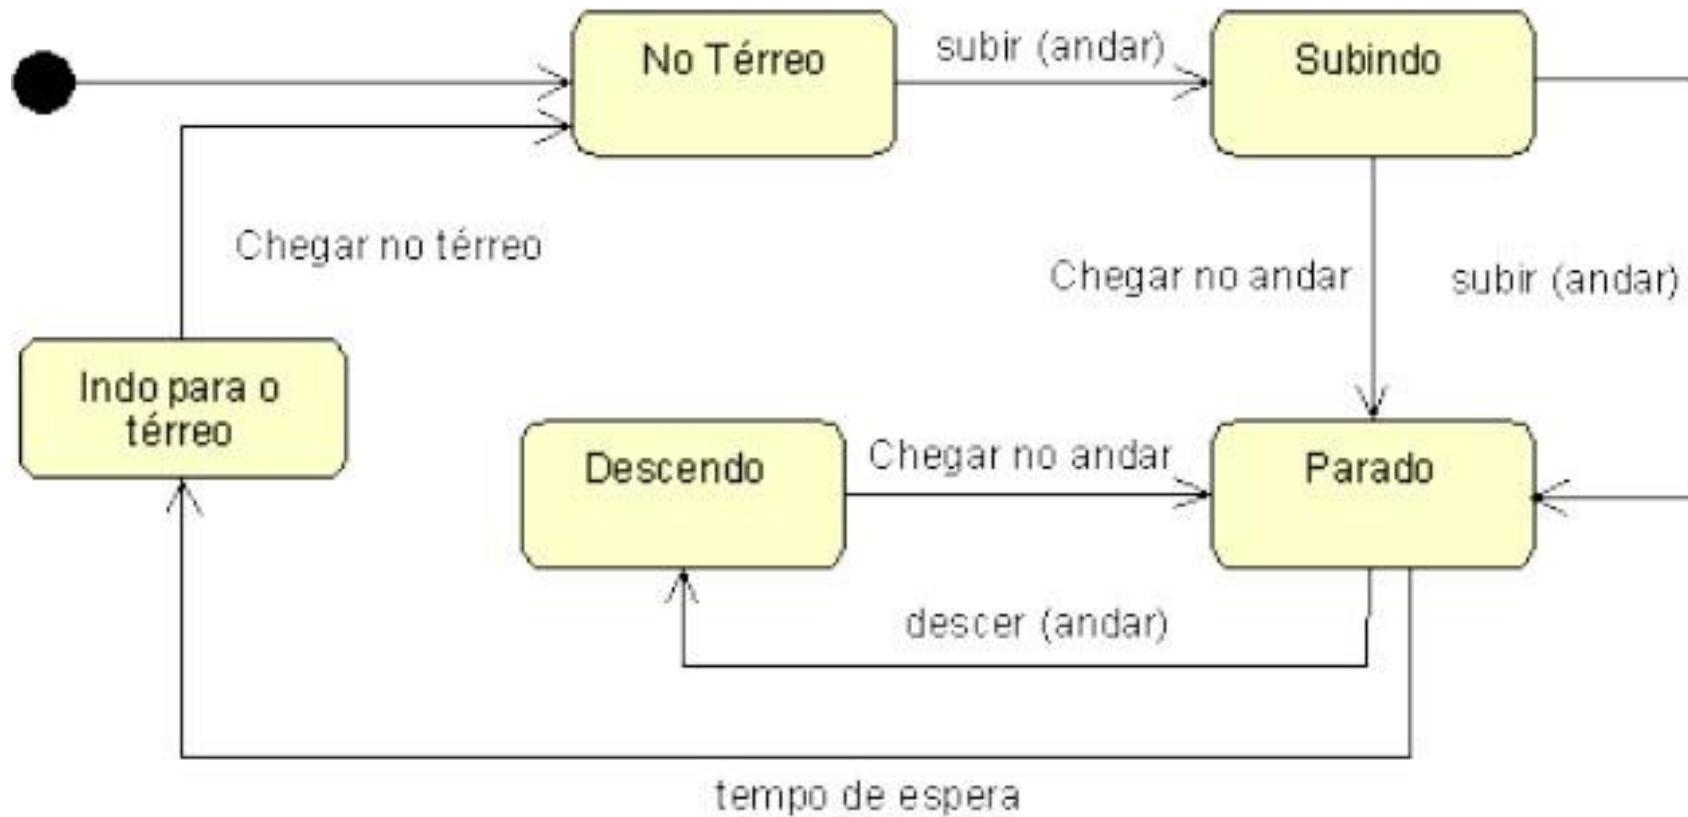 No Térreo
subir (andar)
Subindo
Chegar no térreo
Chegar no andar
subir (andar)
Indo para o
térreo
Descendo
Chegar no andar
Parado
descer (andar)
tempo de espera